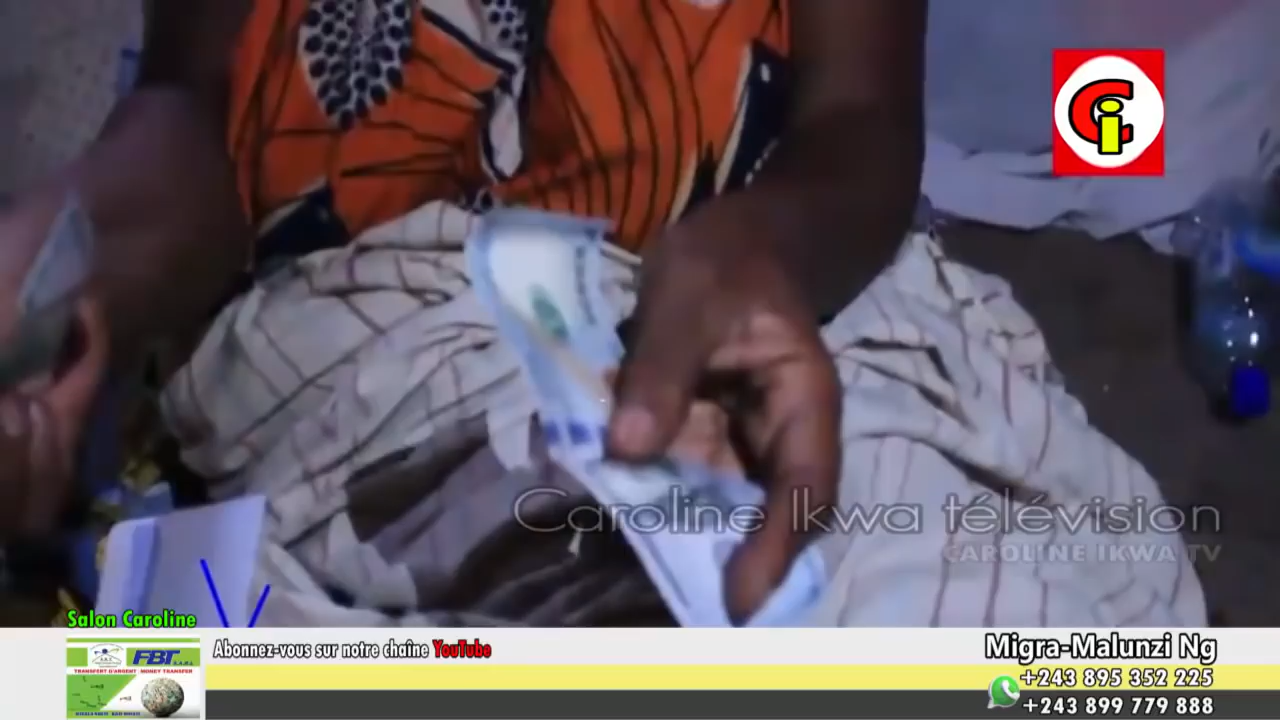 Ci
Caroline Ikwa télévision
CAROLINE IKWA TV
Salon Caroline
FBT S.A.R.L
TRANSFERT D'ARGENT MONEY TRANSFER
Abonnez-vous sur notre chaîne YouTube
Migra-Malunzi Ng
+243 895 352 225
+243 899 779 888